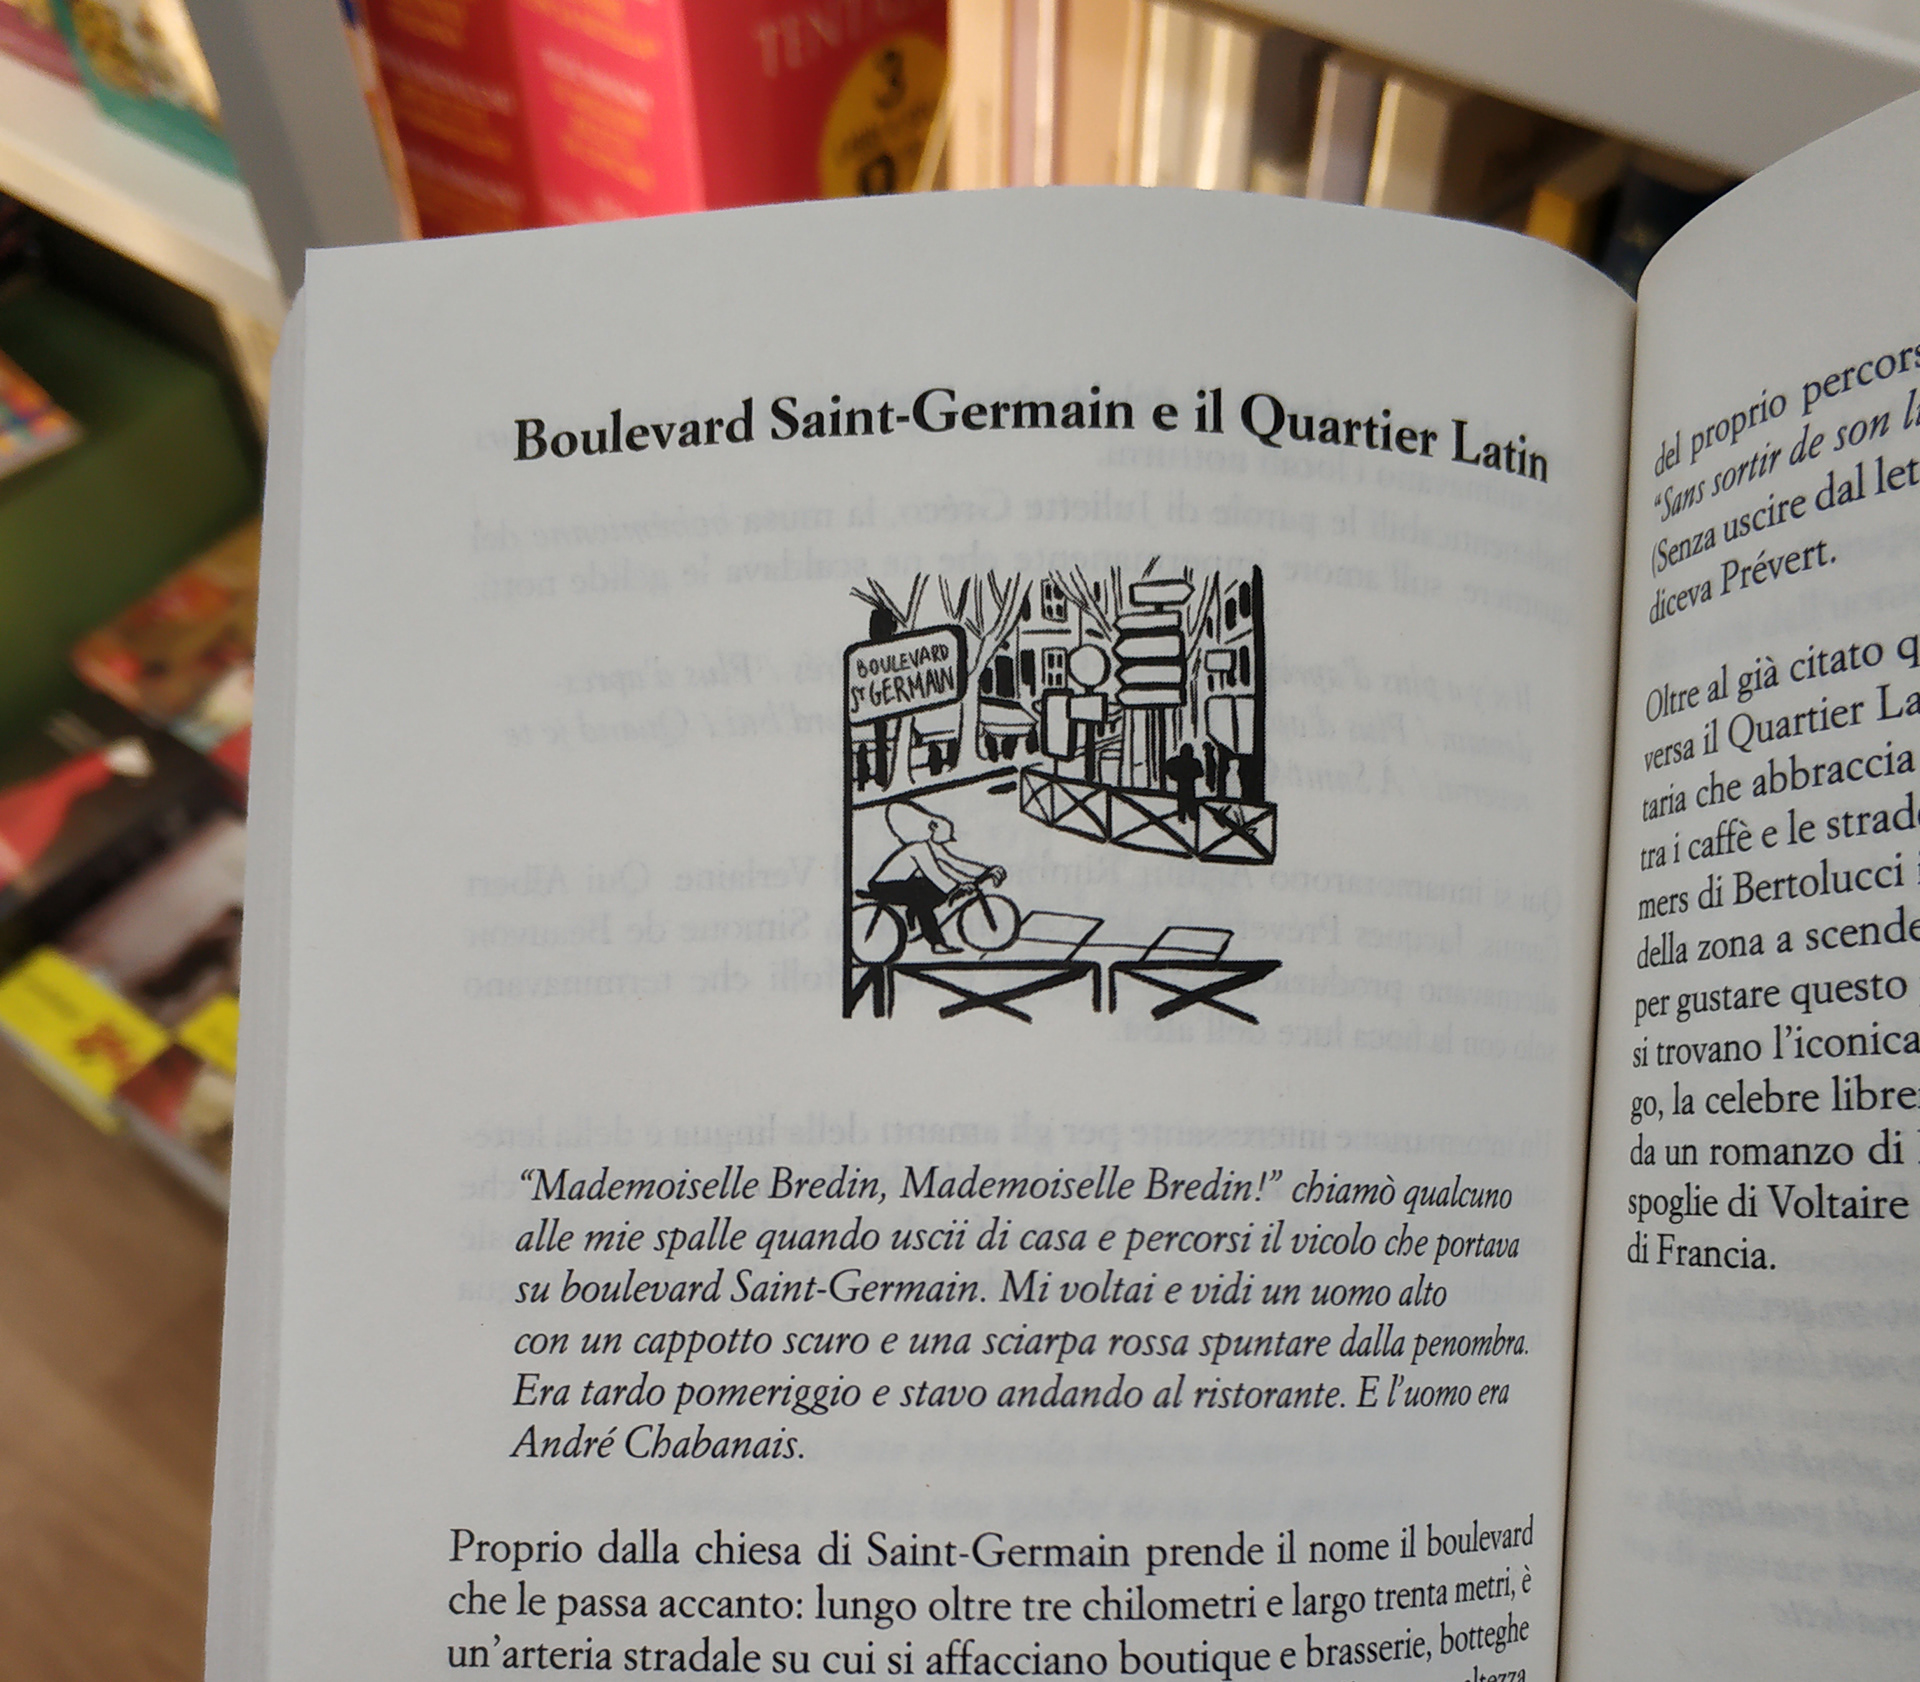 TENT
3
Boulevard Saint-Germain e il Quartier Latin
BOULEVARD
ST GERMAIN
“Mademoiselle Bredin, Mademoiselle Bredin!” chiamò qualcuno
alle mie spalle quando uscii di casa e percorsi il vicolo che portava
su boulevard Saint-Germain. Mi voltai e vidi un uomo alto
con un cappotto scuro e una sciarpa rossa spuntare dalla penombra.
Era tardo pomeriggio e stavo andando al ristorante. E l’uomo era
André Chabanais.
Proprio dalla chiesa di Saint-Germain prende il nome il boulevard
che le passa accanto: lungo oltre tre chilometri e largo trenta metri, è
un’arteria stradale su cui si affacciano boutique e brasserie, botteghe
del proprio percors
“Sans sortir de son li
(Senza uscire dal let
diceva Prévert.
Oltre al già citato q
versa il Quartier La
taria che abbraccia
tra i caffè e le strad
mers di Bertolucci i
della zona a scende
per gustare questo
si trovano l’iconica
go, la celebre libre
da un romanzo di
spoglie di Voltaire
di Francia.